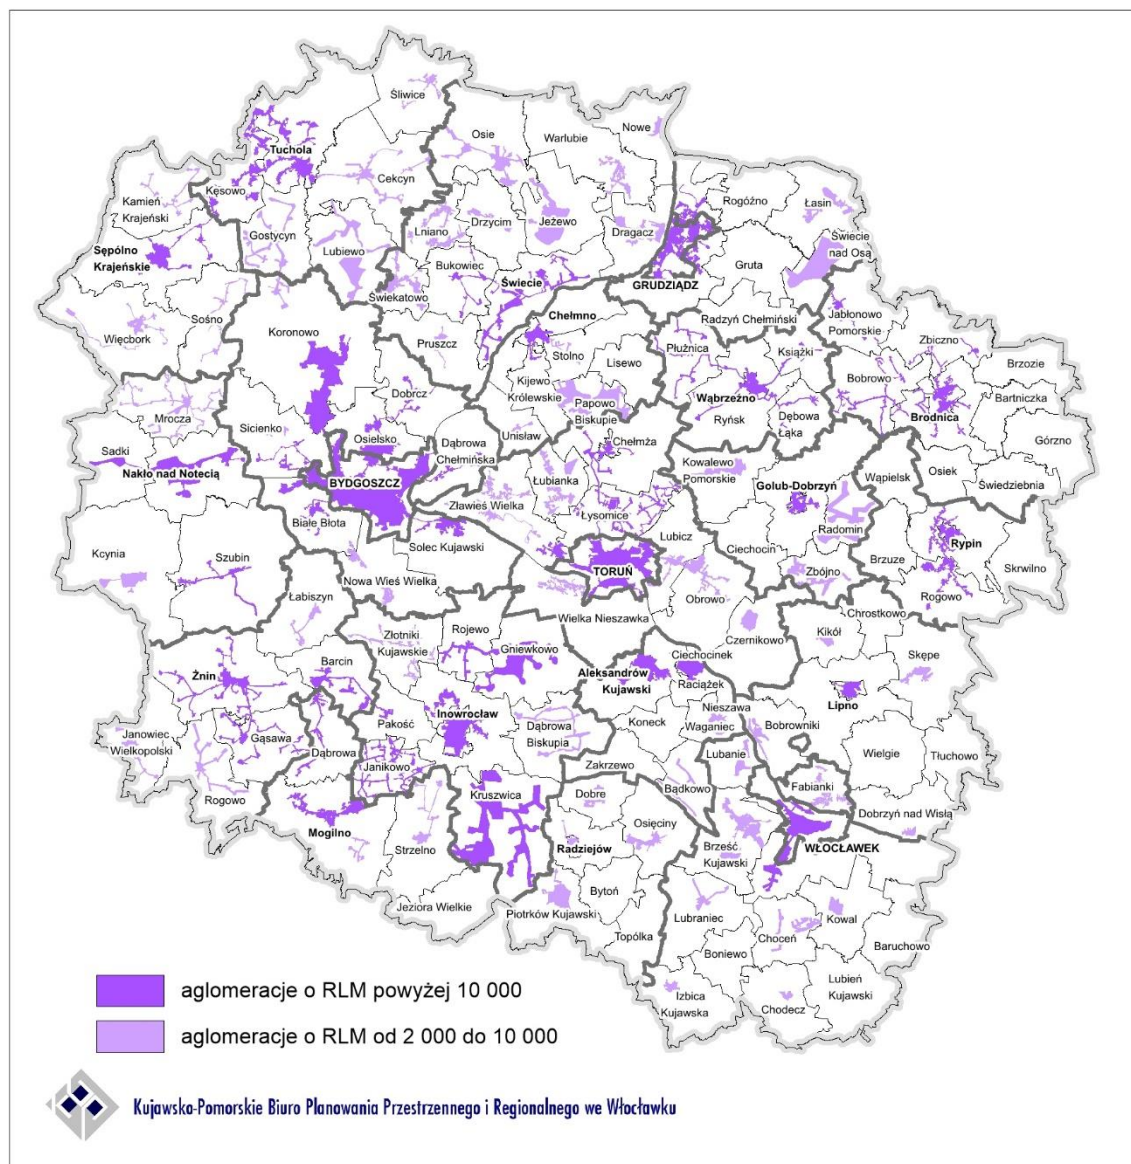 Śliwice
Osie
Warlubie
Nowe
Tuchola
Cekcyn
Kęsowo
Kamień
Krajeński
Rogóźno
Łasin
Gostycyn
Lniano
Drzycim
Jeżewo
Dragacz
Sępólno
Krajeńskie
Lubiewo
Bukowiec
Świecie
nad Osą
Gruta
Świecie
GRUDZIĄDZ
Świekatowo
Sośno
Więcbork
Koronowo
Chełmno
Radzyń Chełmiński
Jabłonowo
Pomorskie
Pruszcz
Stolno
Płużnica
Książki
Zbiczno
Lisewo
Brzozie
Kijewo
Królewskie
Bobrowo
Dobrcz
Papowo
Biskupie
Wąbrzeźno
Bartniczka
Mrocza
Sicienko
Ryńsk
Dębowa
Łąka
Brodnica
Osielsko
Unisław
Dąbrowa
Chełmińska
Chełmża
Górzno
Sadki
Nakło nad Notecią
Kowalewo
Pomorskie
Wąpielsk
Osiek
BYDGOSZCZ
Łubianka
Golub-Dobrzyń
Świedziebnia
Zławieś Wielka
Białe Błota
Łysomice
Radomin
Solec Kujawski
Lubicz
Rypin
Kcynia
Szubin
Ciechocin
Brzuze
Skrwilno
TORUŃ
Zbójno
Nowa Wieś Wielka
Rogowo
Łabiszyn
Obrowo
Wielka Nieszawka
Chrostkowo
Złotniki
Kujawskie
Rojewo
Czernikowo
Kikół
Gniewkowo
Skępe
Barcin
Ciechocinek
Żnin
Aleksandrów
Kujawski
Raciążek
Lipno
Inowrocław
Nieszawa
Pakość
Koneck
Waganiec
Bobrowniki
Janowiec
Wielkopolski
Gąsawa
Dąbrowa
Dąbrowa
Biskupia
Lubanie
Wielgie
Tłuchowo
Janikowo
Zakrzewo
Fabianki
Rogowo
Kruszwica
Dobre
Bądkowo
Dobrzyń nad Wisłą
Mogilno
Osięciny
Strzelno
Radziejów
Brześć
Kujawski
WŁOCŁAWEK
Bytoń
Jeziora Wielkie
Piotrków Kujawski
Lubraniec
Kowal
Topólka
Choceń
Baruchowo
Boniewo
Lubień
Kujawski
Izbica
Kujawska
Chodecz
aglomeracje o RLM powyżej 10 000
aglomeracje o RLM od 2 000 do 10 000
Kujawsko-Pomorskie Biuro Planowania Przestrzennego i Regionalnego we Włocławku